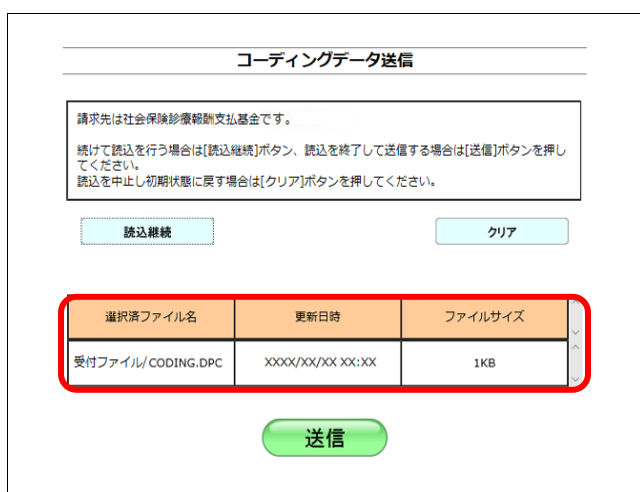 コーディングデータ送信
請求先は社会保険診療報酬支払基金です。
続けて読込を行う場合は[読込継続]ボタン、読込を終了して送信する場合は[送信]ボタンを押し
てください。
読込を中止し初期状態に戻す場合は[クリア]ボタンを押してください。
読込継続 クリア
選択済ファイル名 更新日時 ファイルサイズ
受付ファイル/CODING.DPC XXXX/XX/XX XX:XX 1KB
送信